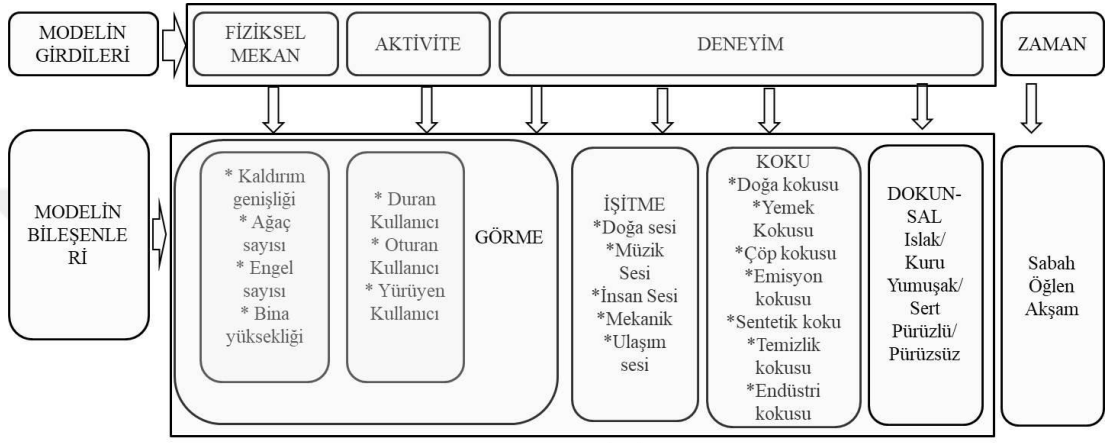 MODELİN
GİRDİLERİ
FİZİKSEL
MEKAN
AKTİVİTE
DENEYİM
ZAMAN
MODELİN
BİLEŞENLE
Rİ
* Kaldırım
genişliği
* Ağaç
sayısı
* Engel
sayısı
* Bina
yüksekliği
* Duran
Kullanıcı
* Oturan
Kullanıcı
* Yürüyen
Kullanıcı
GÖRME
İŞİTME
*Doğa sesi
*Müzik
Sesi
*İnsan Sesi
*Mekanik
*Ulaşım
sesi
KOKU
*Doğa kokusu
*Yemek
Kokusu
*Çöp kokusu
*Emisyon
kokusu
*Sentetik koku
*Temizlik
kokusu
*Endüstri
kokusu
DOKUN-
SAL
Islak/
Kuru
Yumuşak/
Sert
Pürüzlü/
Pürüzsüz
Sabah
Öğlen
Akşam